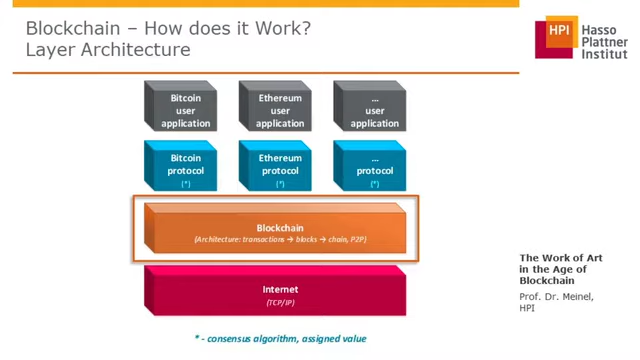 Blockchain – How does it Work?
Layer Architecture
HPI
Hasso
Plattner
Institut
Bitcoin
user
application
Ethereum
user
application
...
user
application
Bitcoin
protocol
(*)
Ethereum
protocol
(*)
...
protocol
(*)
Blockchain
(Architecture: transactions → blocks → chain, P2P)
Internet
(TCP/IP)
* - consensus algorithm, assigned value
The Work of Art
in the Age of
Blockchain
Prof. Dr. Meinel,
HPI